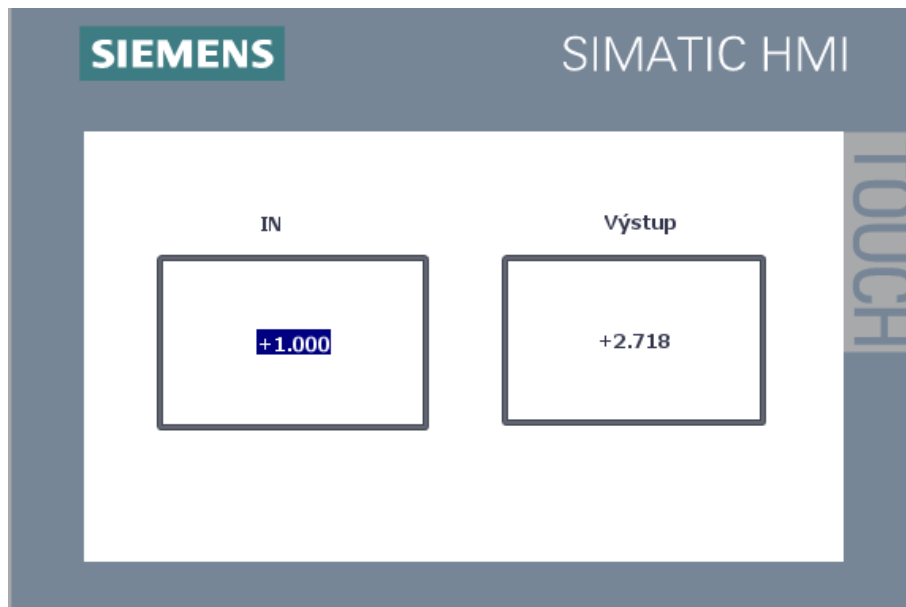 SIEMENS
SIMATIC HMI
TOUCH
IN
Výstup
+1.000
+2.718